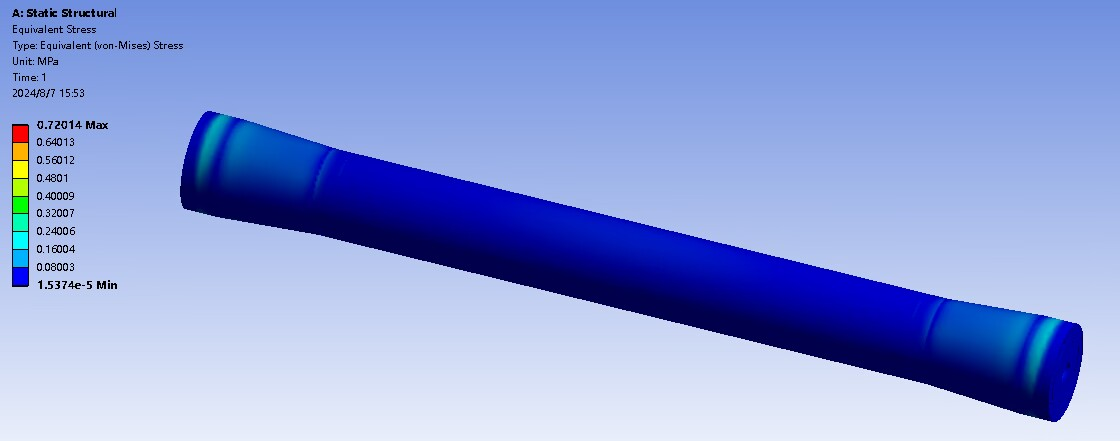 A: Static Structural
Equivalent Stress
Type: Equivalent (von-Mises) Stress
Unit: MPa
Time: 1
2024/8/7 15:53
0.72014 Max
0.64013
0.56012
0.4801
0.40009
0.32007
0.24006
0.16004
0.08003
1.5374e-5 Min